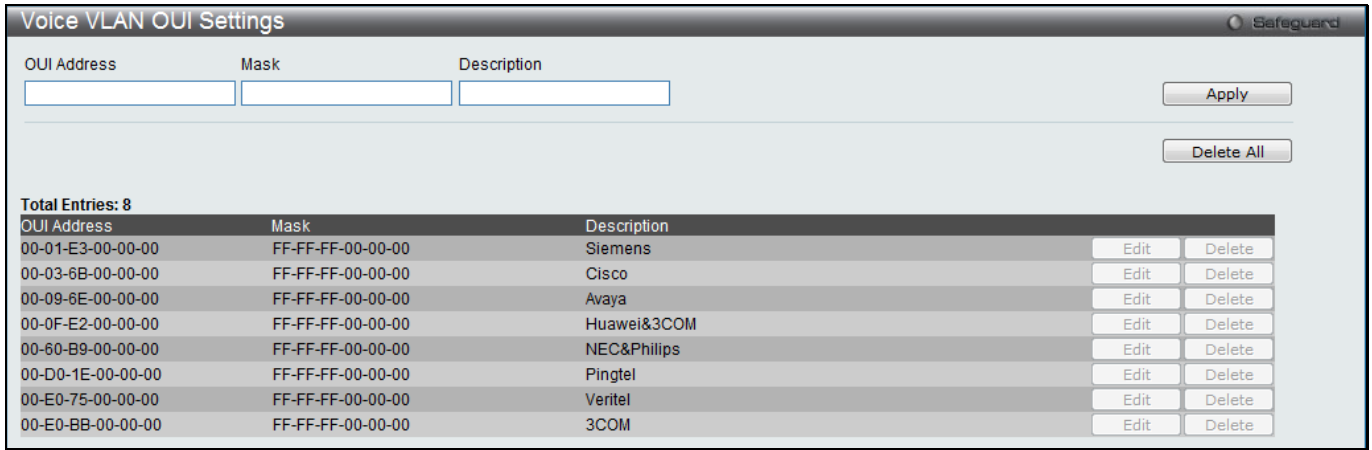 Voice VLAN OUI Settings Safeguard
OUI Address Mask Description
Apply
Delete All
Total Entries: 8
OUI Address Mask Description
00-01-E3-00-00-00 FF-FF-FF-00-00-00 Siemens Edit Delete
00-03-6B-00-00-00 FF-FF-FF-00-00-00 Cisco Edit Delete
00-09-6E-00-00-00 FF-FF-FF-00-00-00 Avaya Edit Delete
00-0F-E2-00-00-00 FF-FF-FF-00-00-00 Huawei&3COM Edit Delete
00-60-B9-00-00-00 FF-FF-FF-00-00-00 NEC&Philips Edit Delete
00-D0-1E-00-00-00 FF-FF-FF-00-00-00 Pingtel Edit Delete
00-E0-75-00-00-00 FF-FF-FF-00-00-00 Veritel Edit Delete
00-E0-BB-00-00-00 FF-FF-FF-00-00-00 3COM Edit Delete